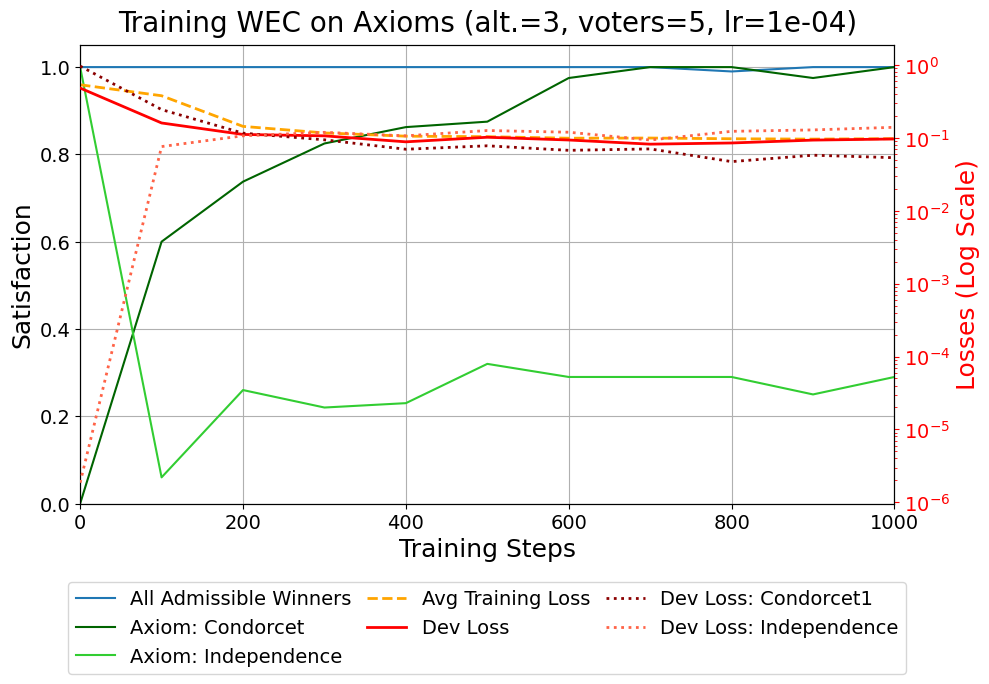 Training WEC on Axioms (alt.=3, voters=5, lr=1e-04)
Satisfaction
1.0
0.8
0.6
0.4
0.2
0.0
0 200 400 600 800 1000
Training Steps
10⁰
10⁻¹
10⁻²
10⁻³
10⁻⁴
10⁻⁵
10⁻⁶
Losses (Log Scale)
All Admissible Winners
Axiom: Condorcet
Axiom: Independence
Avg Training Loss
Dev Loss
Dev Loss: Condorcet1
Dev Loss: Independence